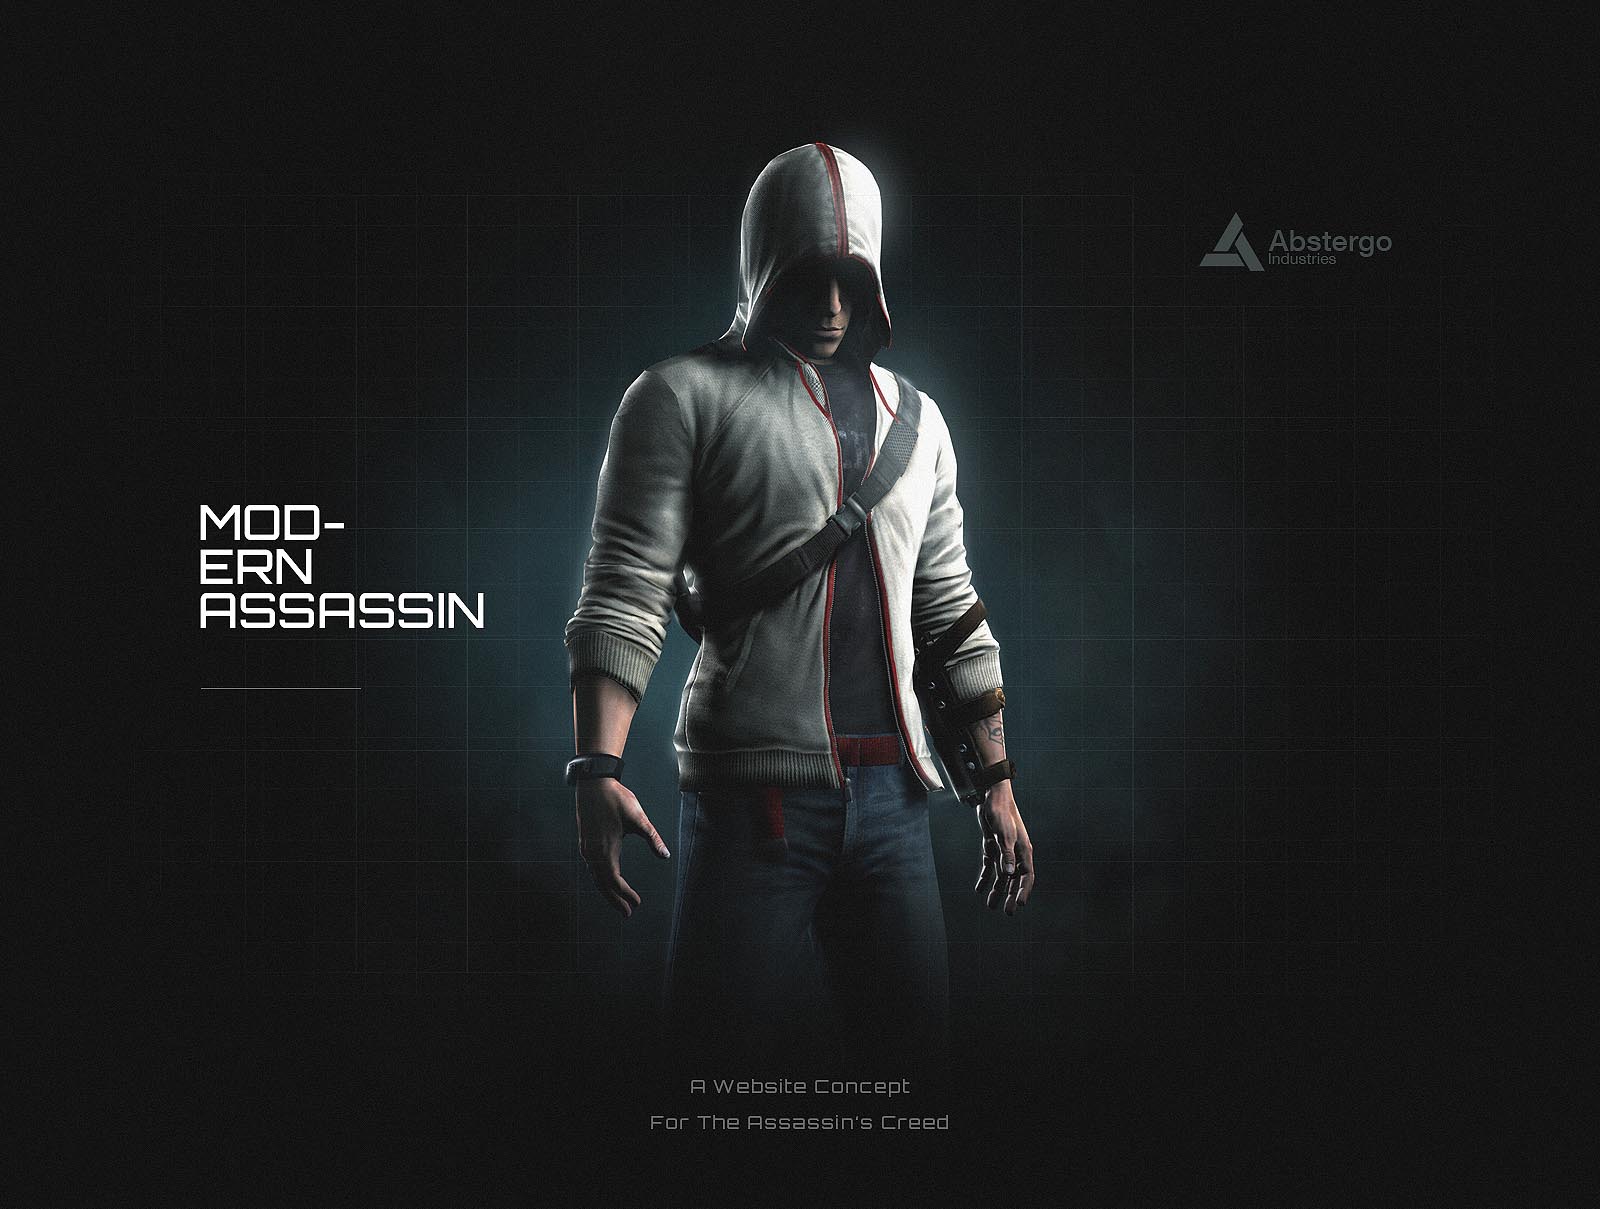 Abstergo
Industries
MOD-
ERN
ASSASSIN
A Website Concept
For The Assassin's Creed